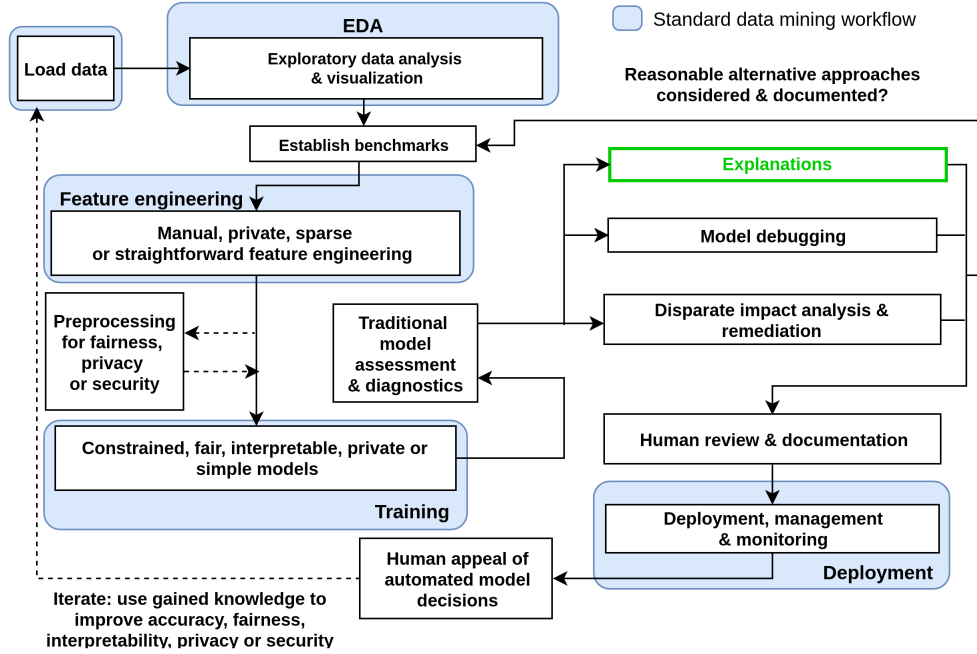 EDA
Standard data mining workflow
Load data
Exploratory data analysis
& visualization
Reasonable alternative approaches
considered & documented?
Establish benchmarks
Explanations
Feature engineering
Manual, private, sparse
or straightforward feature engineering
Model debugging
Preprocessing
for fairness,
privacy
or security
Traditional
model
assessment
& diagnostics
Disparate impact analysis &
remediation
Constrained, fair, interpretable, private or
simple models
Training
Human review & documentation
Deployment, management
& monitoring
Deployment
Human appeal of
automated model
decisions
Iterate: use gained knowledge to
improve accuracy, fairness,
interpretability, privacy or security